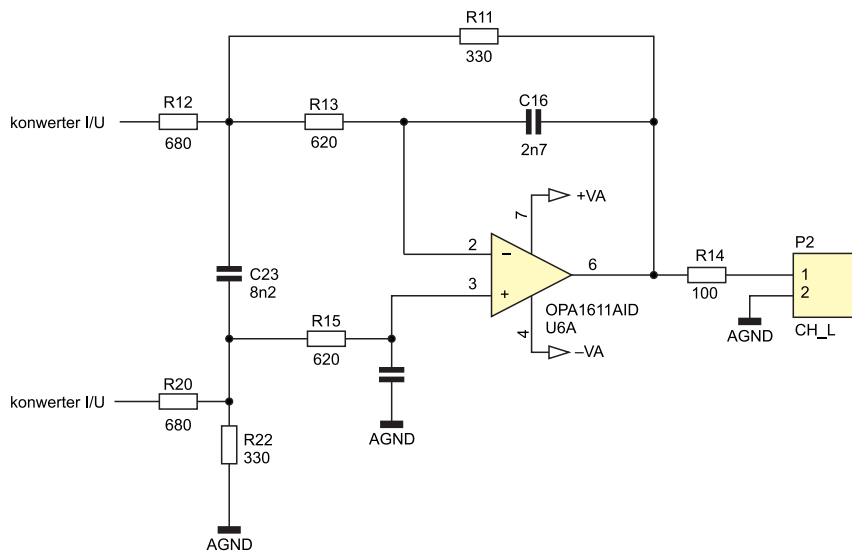 R11
330
R12
konwerter I/U
680
R13
620
C16
2n7
7
+VA
2
–
3
+
6
OPA1611AID
U6A
4
–VA
R14
100
P2
1
2
CH_L
AGND
C23
8n2
R15
620
AGND
R20
konwerter I/U
680
R22
330
AGND